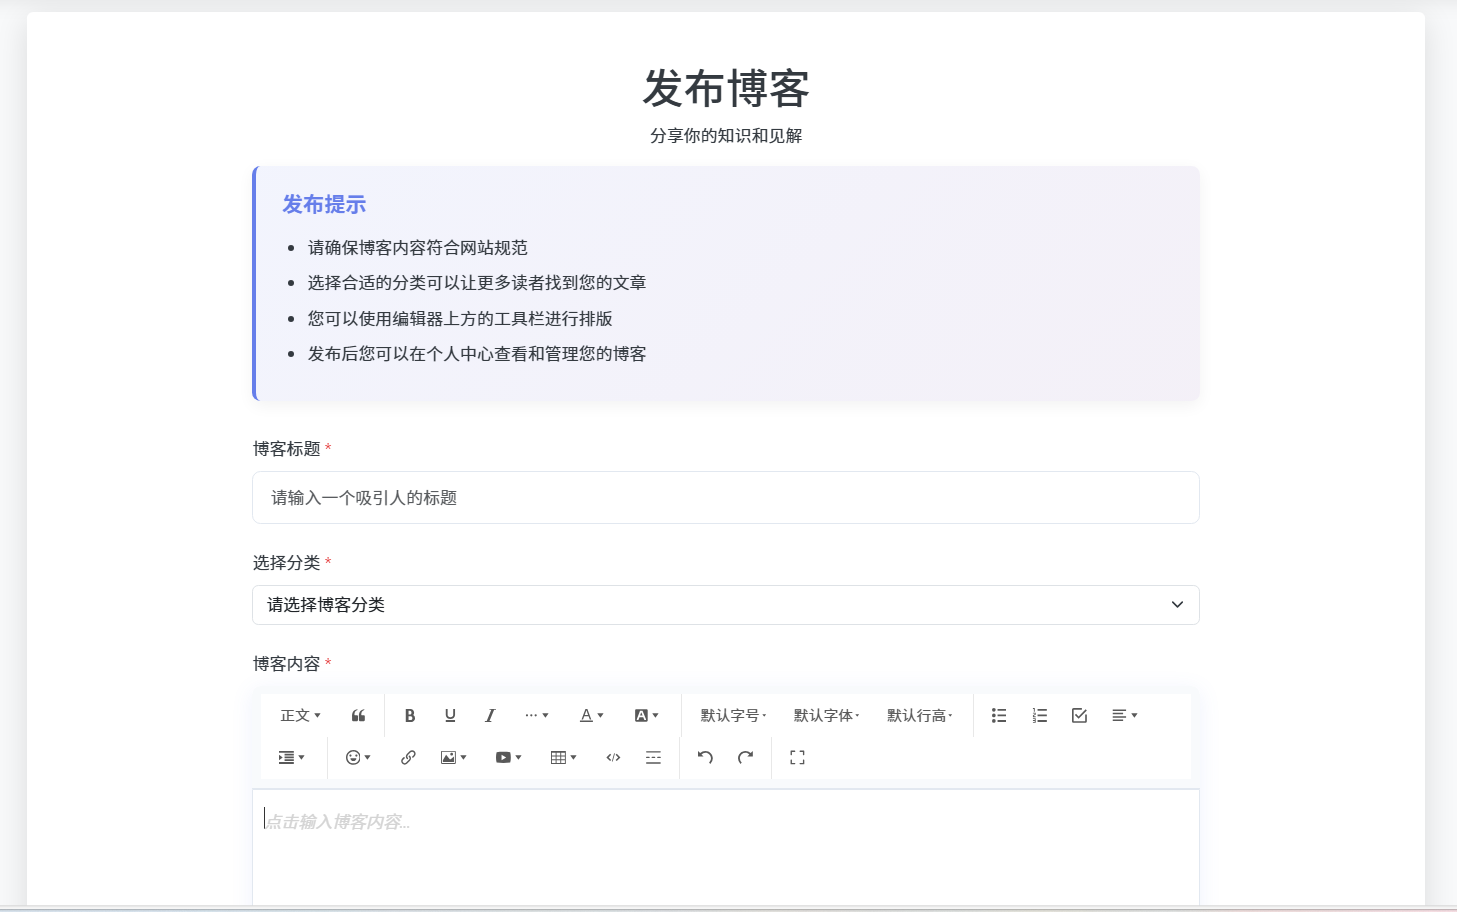 发布博客
分享你的知识和见解
发布提示
请确保博客内容符合网站规范
选择合适的分类可以让更多读者找到您的文章
您可以使用编辑器上方的工具栏进行排版
发布后您可以在个人中心查看和管理您的博客
博客标题 *
请输入一个吸引人的标题
选择分类 *
请选择博客分类
博客内容 *
正文 B U I ... A A 默认字号 默认字体 默认行高
点击输入博客内容...